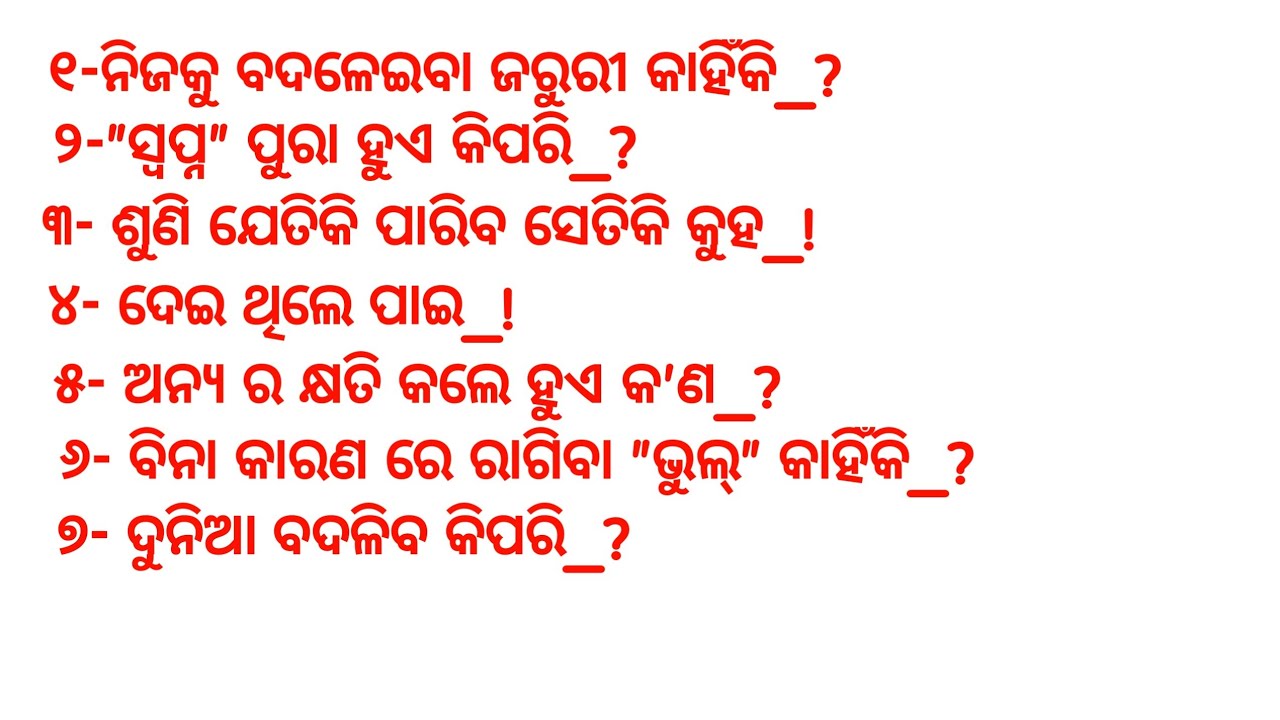 ୧-ନିଜକୁ ବଦଳେଇବା ଜରୁରୀ କାହିଁକି_?
୨-"ସ୍ୱପ୍ନ" ପୁରା ହୁଏ କିପରି_?
୩- ଶୁଣି ଯେତିକି ପାରିବ ସେତିକି କୁହ_!
୪- ଦେଇ ଥିଲେ ପାଇ_!
୫- ଅନ୍ୟ ର କ୍ଷତି କଲେ ହୁଏ କ'ଣ_?
୬- ବିନା କାରଣ ରେ ରାଗିବା "ଭୁଲ୍" କାହିଁକି_?
୭- ଦୁନିଆ ବଦଳିବ କିପରି_?